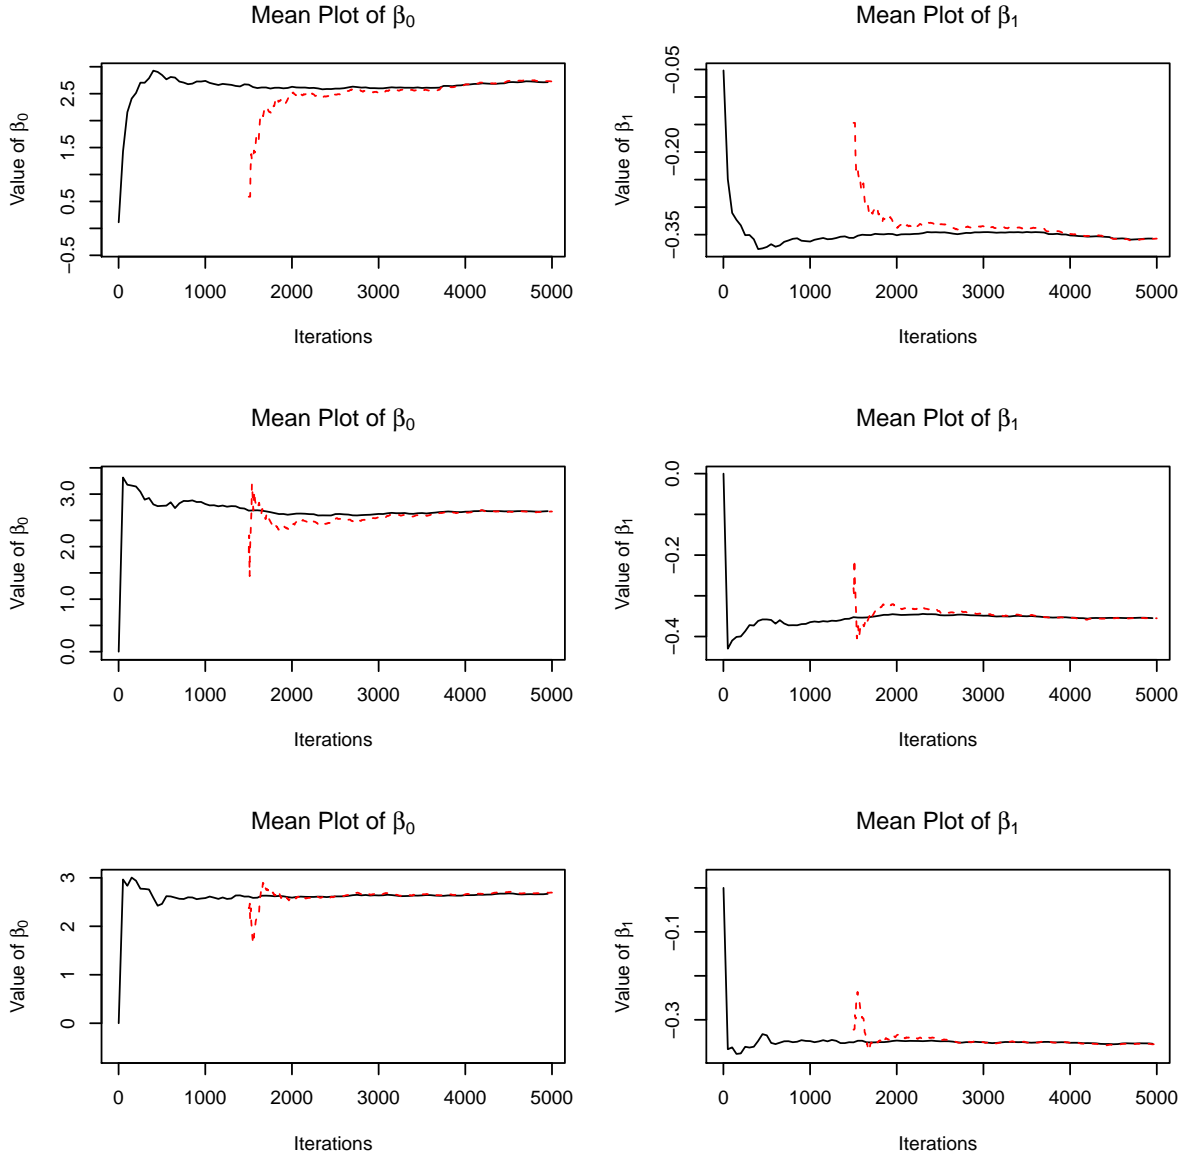 Mean Plot of β0
Value of β0
2.5
1.5
0.5
−0.5
0 1000 2000 3000 4000 5000
Iterations
Mean Plot of β1
Value of β1
−0.05
−0.20
−0.35
0 1000 2000 3000 4000 5000
Iterations
Mean Plot of β0
Value of β0
3.0
2.0
1.0
0.0
0 1000 2000 3000 4000 5000
Iterations
Mean Plot of β1
Value of β1
0.0
−0.2
−0.4
0 1000 2000 3000 4000 5000
Iterations
Mean Plot of β0
Value of β0
3
2
1
0
0 1000 2000 3000 4000 5000
Iterations
Mean Plot of β1
Value of β1
−0.1
−0.3
0 1000 2000 3000 4000 5000
Iterations